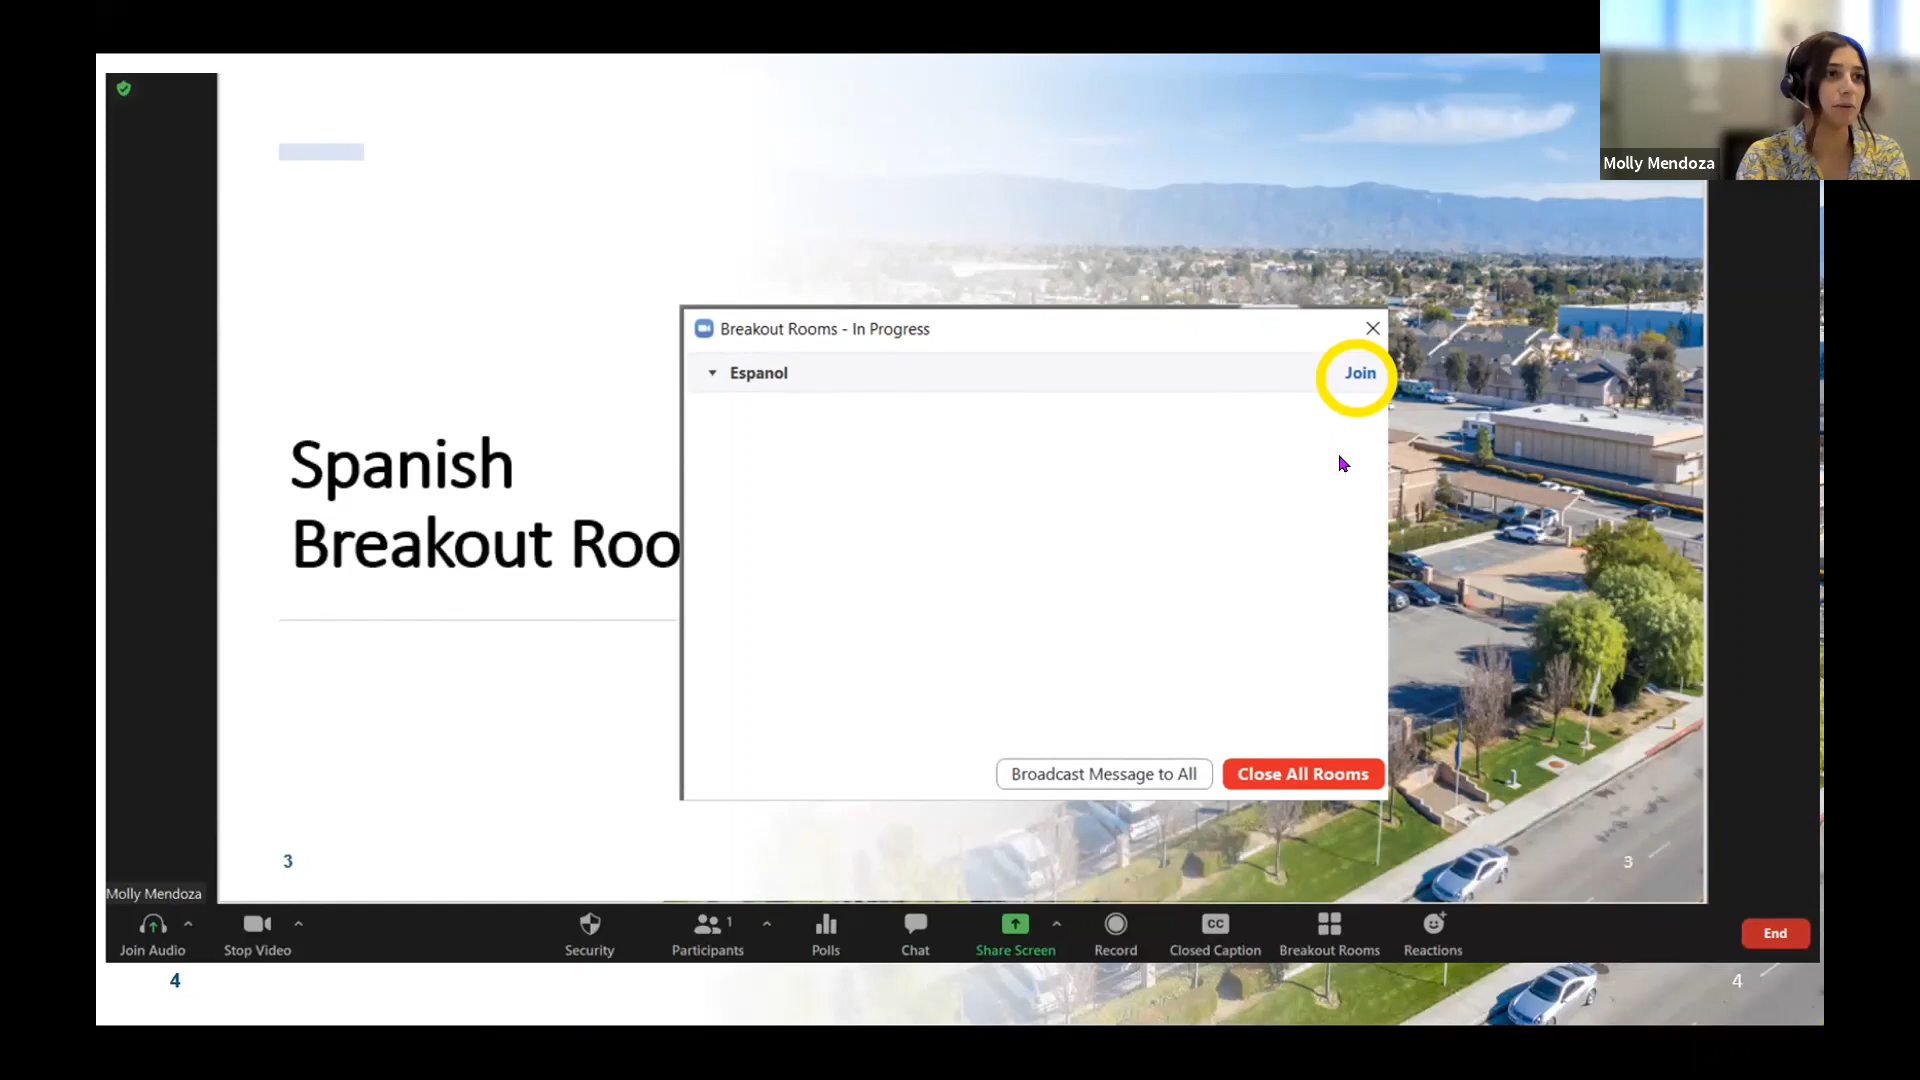 Molly Mendoza
Breakout Rooms - In Progress
Espanol
Join
Spanish
Breakout Roo
Broadcast Message to All
Close All Rooms
3
3
Molly Mendoza
Join Audio
Stop Video
Security
1
Participants
Polls
Chat
Share Screen
Record
CC
Closed Caption
Breakout Rooms
Reactions
End
4
4